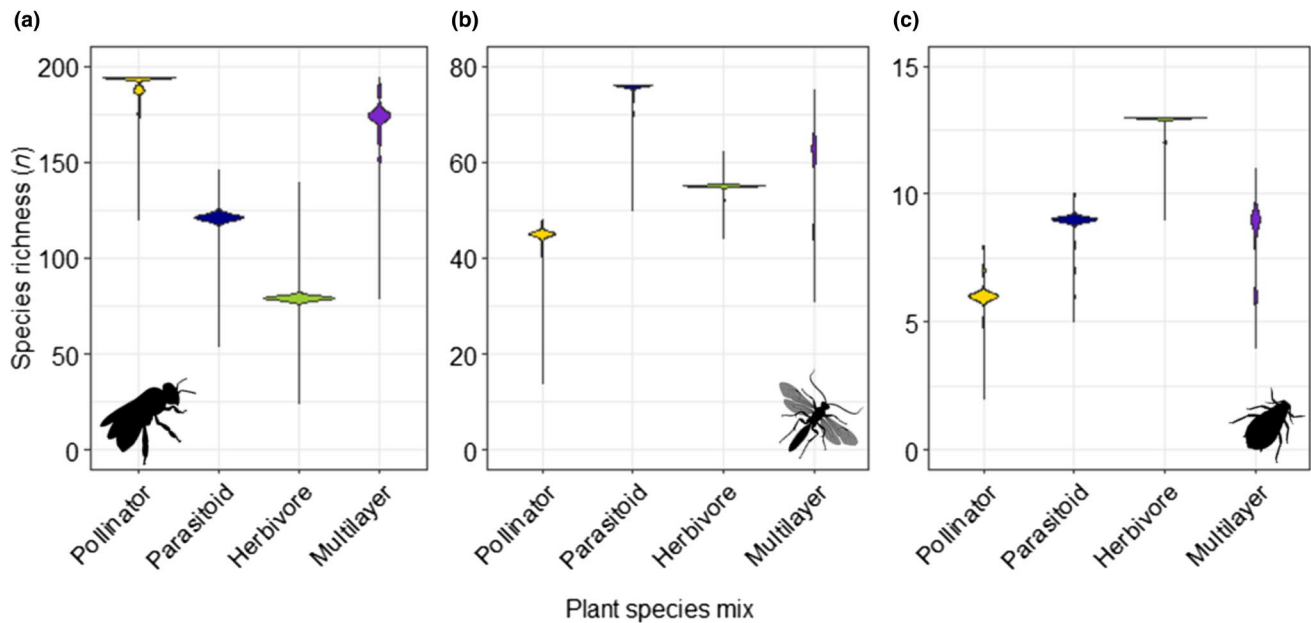 (a)
(b)
(c)
Species richness (n)
200
150
100
50
0
80
60
40
20
0
15
10
5
0
Pollinator
Parasitoid
Herbivore
Multilayer
Pollinator
Parasitoid
Herbivore
Multilayer
Pollinator
Parasitoid
Herbivore
Multilayer
Plant species mix